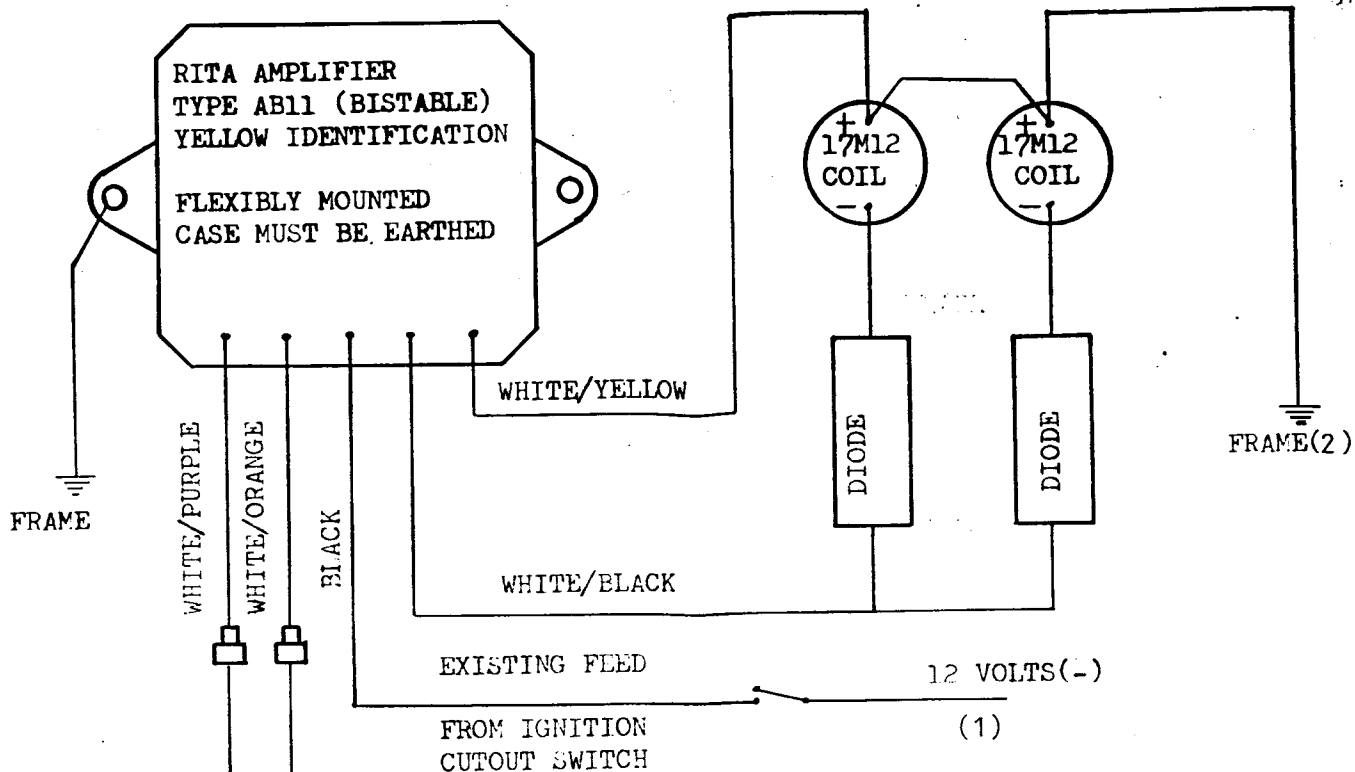 RITA AMPLIFIER
TYPE AB11 (BISTABLE)
YELLOW IDENTIFICATION
FLEXIBLY MOUNTED
CASE MUST BE EARTHED
+
17M12
COIL
-
+
17M12
COIL
-
WHITE/YELLOW
DIODE
DIODE
FRAME(2)
FRAME
WHITE/PURPLE
WHITE/ORANGE
BLACK
WHITE/BLACK
EXISTING FEED
12 VOLTS(-)
FROM IGNITION
CUTOUT SWITCH
(1)